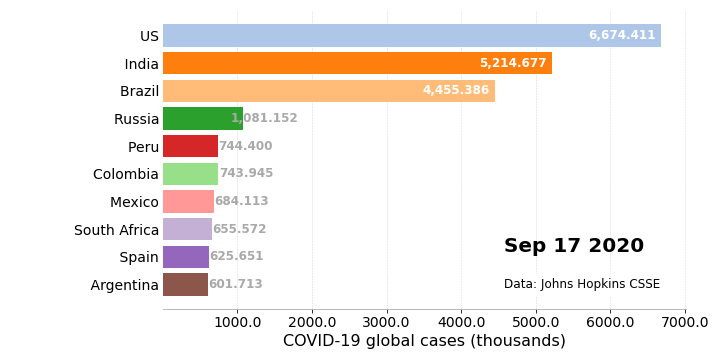 US 6,674.411
India 5,214.677
Brazil 4,455.386
Russia 1,081.152
Peru 744.400
Colombia 743.945
Mexico 684.113
South Africa 655.572
Spain 625.651
Argentina 601.713
Sep 17 2020
Data: Johns Hopkins CSSE
1000.0 2000.0 3000.0 4000.0 5000.0 6000.0 7000.0
COVID-19 global cases (thousands)